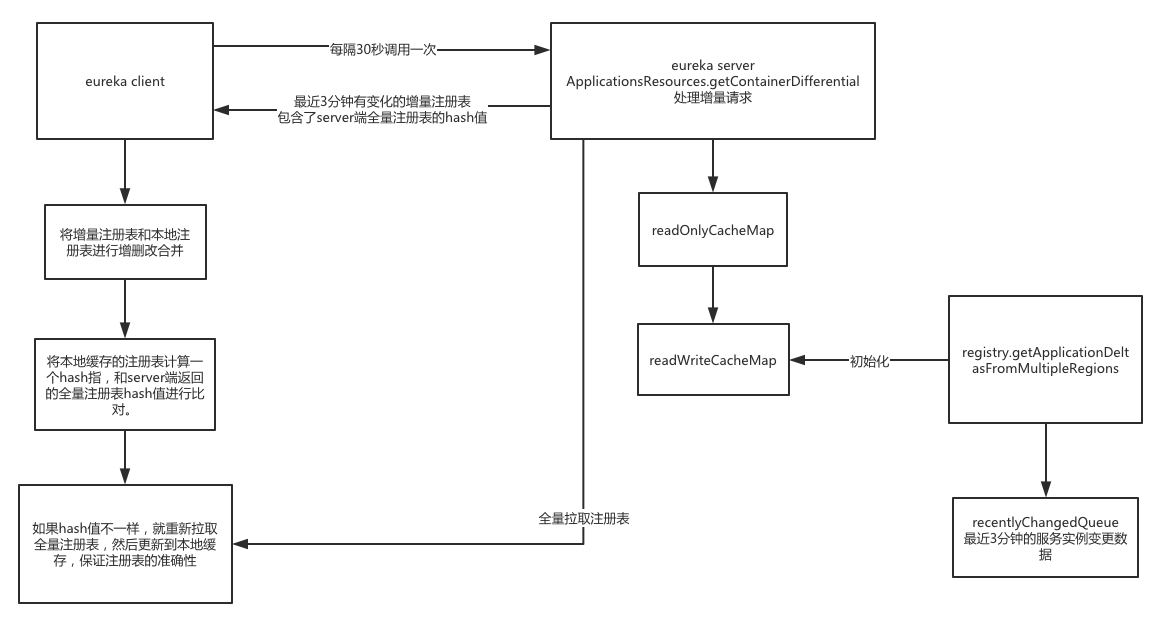 eureka client
每隔30秒调用一次
eureka server
ApplicationsResources.getContainerDifferential
处理增量请求
最近3分钟有变化的增量注册表
包含了server端全量注册表的hash值
将增量注册表和本地注
册表进行增删改合并
readOnlyCacheMap
将本地缓存的注册表计算一
个hash指，和server端返回
的全量注册表hash值进行比
对。
readWriteCacheMap
初始化
registry.getApplicationDelt
asFromMultipleRegions
如果hash值不一样，就重新拉取
全量注册表，然后更新到本地缓
存，保证注册表的准确性
全量拉取注册表
recentlyChangedQueue
最近3分钟的服务实例变更数
据